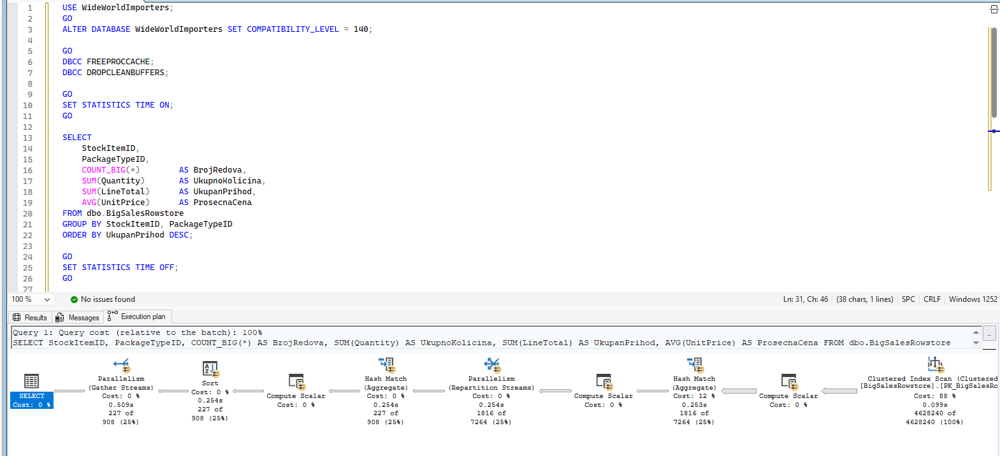 1 USE WideWorldImporters;
2 GO
3 ALTER DATABASE WideWorldImporters SET COMPATIBILITY_LEVEL = 140;
4
5 GO
6 DBCC FREEPROCCACHE;
7 DBCC DROPCLEANBUFFERS;
8
9 GO
10 SET STATISTICS TIME ON;
11 GO
12
13 SELECT
14 StockItemID,
15 PackageTypeID,
16 COUNT_BIG(*) AS BrojRedova,
17 SUM(Quantity) AS UkupnoKolicina,
18 SUM(LineTotal) AS UkupanPrihod,
19 AVG(UnitPrice) AS ProsecnaCena
20 FROM dbo.BigSalesRowstore
21 GROUP BY StockItemID, PackageTypeID
22 ORDER BY UkupanPrihod DESC;
23
24 GO
25 SET STATISTICS TIME OFF;
26 GO
27
100 % No issues found Ln: 31, Ch: 46 (38 chars, 1 lines) SPC CRLF Windows 1252
Results Messages Execution plan
Query 1: Query cost (relative to the batch): 100%
SELECT StockItemID, PackageTypeID, COUNT_BIG(*) AS BrojRedova, SUM(Quantity) AS UkupnoKolicina, SUM(LineTotal) AS UkupanPrihod, AVG(UnitPrice) AS ProsecnaCena FROM dbo.BigSalesRowstore
SELECT
Cost: 0 %
Parallelism
(Gather Streams)
Cost: 0 %
0.509s
227 of
908 (25%)
Sort
Cost: 0 %
0.254s
227 of
908 (25%)
Compute Scalar
Cost: 0 %
Hash Match
(Aggregate)
Cost: 0 %
0.254s
227 of
908 (25%)
Parallelism
(Repartition Streams)
Cost: 0 %
0.254s
1816 of
7264 (25%)
Compute Scalar
Cost: 0 %
Hash Match
(Aggregate)
Cost: 12 %
0.253s
1816 of
7264 (25%)
Compute Scalar
Cost: 0 %
Clustered Index Scan (Clustered
[BigSalesRowstore].[PK_BigSalesRo
Cost: 88 %
0.099s
4628240 of
4628240 (100%)